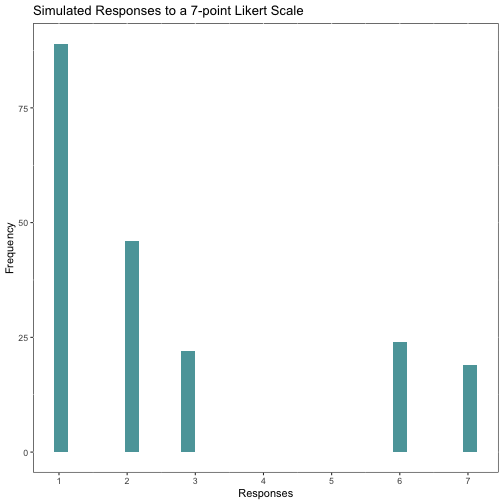 Simulated Responses to a 7-point Likert Scale
Frequency
75
50
25
0
1 2 3 4 5 6 7
Responses